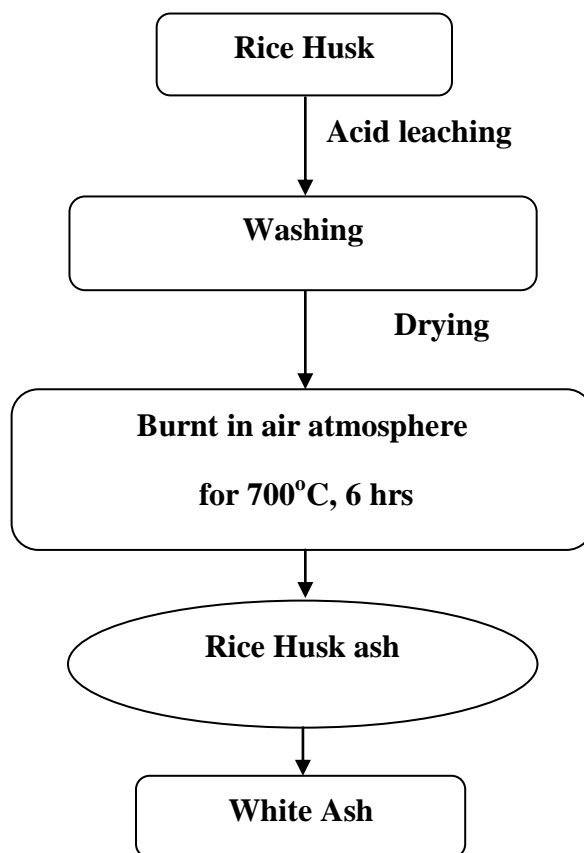 Rice Husk
Acid leaching
Washing
Drying
Burnt in air atmosphere
for 700°C, 6 hrs
Rice Husk ash
White Ash